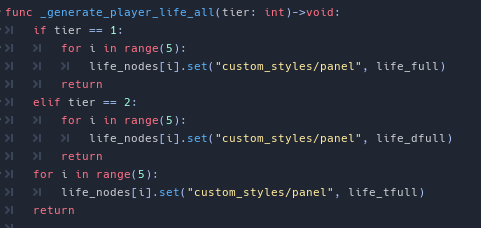 func _generate_player_life_all(tier: int)->void:
if tier == 1:
for i in range(5):
life_nodes[i].set("custom_styles/panel", life_full)
return
elif tier == 2:
for i in range(5):
life_nodes[i].set("custom_styles/panel", life_dfull)
return
for i in range(5):
life_nodes[i].set("custom_styles/panel", life_tfull)
return